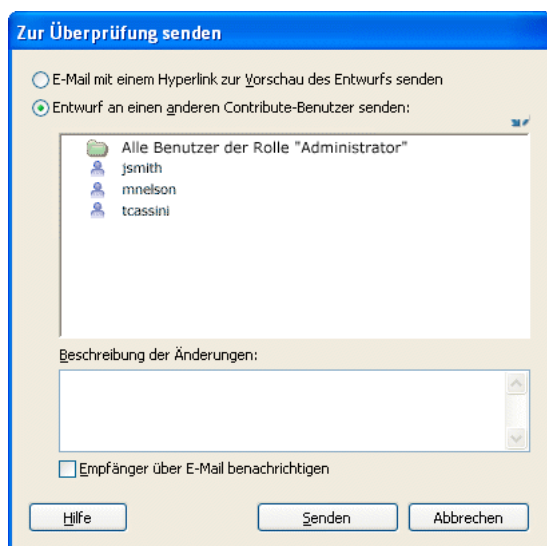 Zur Überprüfung senden
E-Mail mit einem Hyperlink zur Vorschau des Entwurfs senden
Entwurf an einen anderen Contribute-Benutzer senden:
Alle Benutzer der Rolle "Administrator"
jsmith
mnelson
tcassini
Beschreibung der Änderungen:
Empfänger über E-Mail benachrichtigen
Hilfe
Senden
Abbrechen